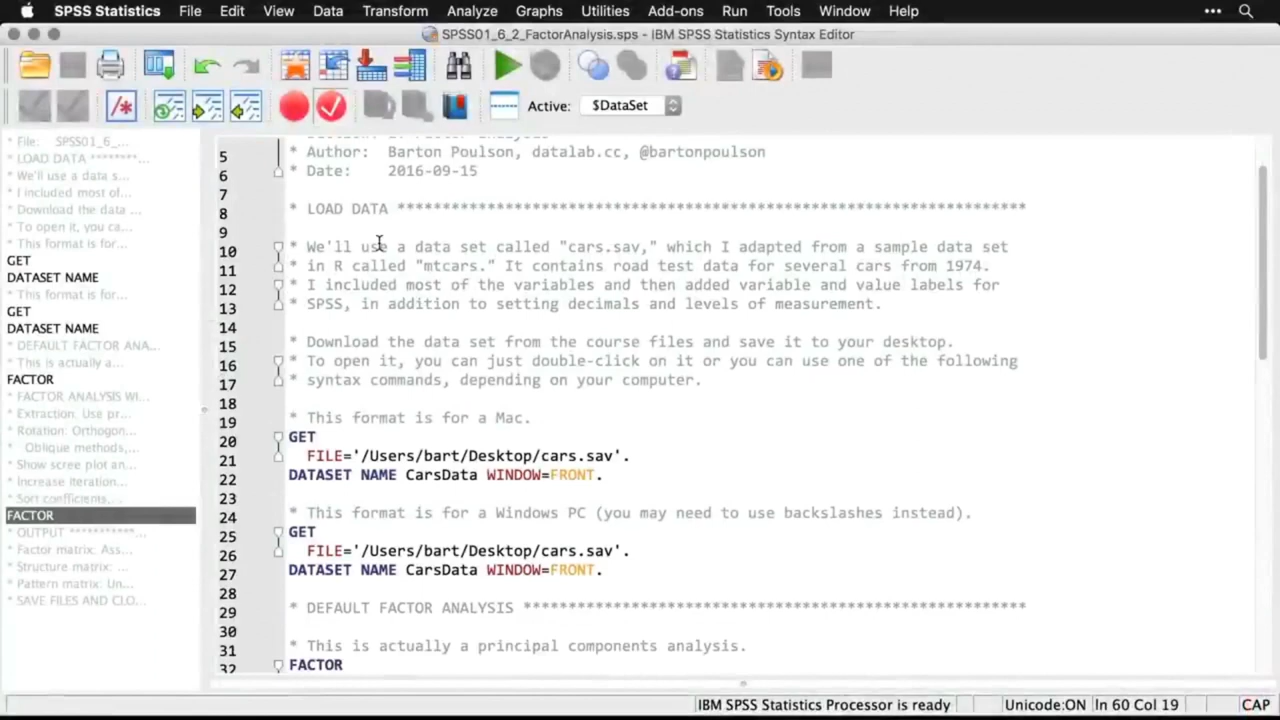 SPSS Statistics File Edit View Data Transform Analyze Graphs Utilities Add-ons Run Tools Window Help
SPSS01_6_2_FactorAnalysis.sps - IBM SPSS Statistics Syntax Editor
Active: $DataSet
* File: SPSS01_6_...
* LOAD DATA ********...
* We'll use a data s...
* I included most of...
* Download the data ...
* To open it, you ca...
* This format is for...
GET
DATASET NAME
* This format is for...
GET
DATASET NAME
* DEFAULT FACTOR ANA...
* This is actually a...
FACTOR
* FACTOR ANALYSIS WI...
* Extraction: Use pr...
* Rotation: Orthogon...
* Oblique methods,...
* Show scree plot an...
* Increase iteration...
* Sort coefficients...
FACTOR
* OUTPUT ***********...
* Factor matrix: Ass...
* Structure matrix: ...
* Pattern matrix: Un...
* SAVE FILES AND CLO...
5 * Author: Barton Poulson, datalab.cc, @bartonpoulson
6 * Date: 2016-09-15
7
8 * LOAD DATA **********************************************************************
9
10 * We'll use a data set called "cars.sav," which I adapted from a sample data set
11 * in R called "mtcars." It contains road test data for several cars from 1974.
12 * I included most of the variables and then added variable and value labels for
13 * SPSS, in addition to setting decimals and levels of measurement.
14
15 * Download the data set from the course files and save it to your desktop.
16 * To open it, you can just double-click on it or you can use one of the following
17 * syntax commands, depending on your computer.
18
19 * This format is for a Mac.
20 GET
21 FILE='/Users/bart/Desktop/cars.sav'.
22 DATASET NAME CarsData WINDOW=FRONT.
23
24 * This format is for a Windows PC (you may need to use backslashes instead).
25 GET
26 FILE='/Users/bart/Desktop/cars.sav'.
27 DATASET NAME CarsData WINDOW=FRONT.
28
29 * DEFAULT FACTOR ANALYSIS ********************************************************
30
31 * This is actually a principal components analysis.
32 FACTOR
IBM SPSS Statistics Processor is ready Unicode:ON In 60 Col 19 CAP